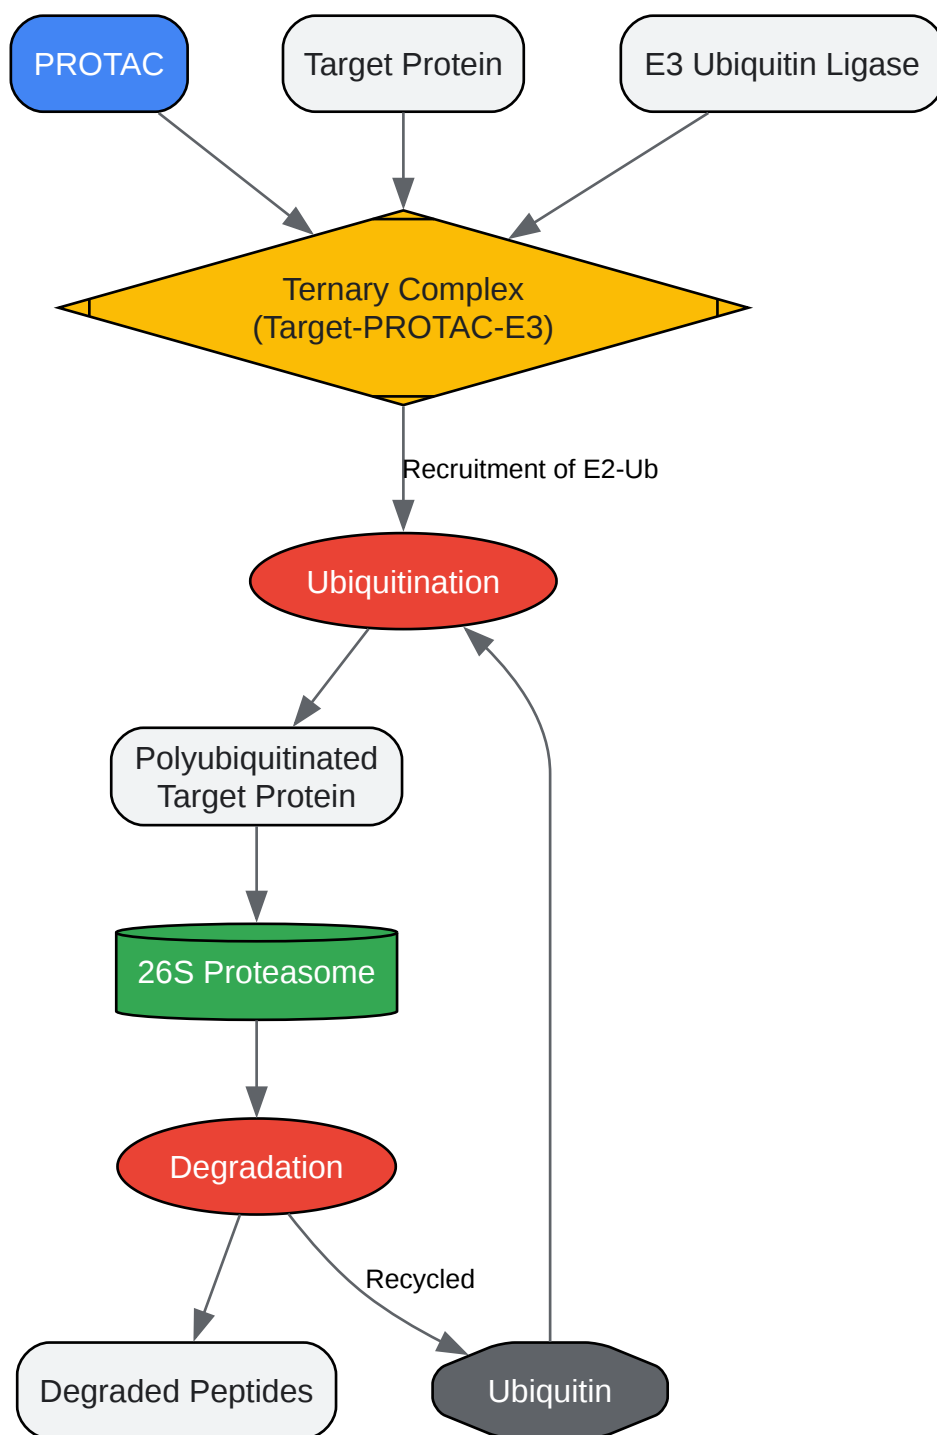 PROTAC
Target Protein
E3 Ubiquitin Ligase
Ternary Complex
(Target-PROTAC-E3)
Recruitment of E2-Ub
Ubiquitination
Polyubiquitinated
Target Protein
26S Proteasome
Degradation
Recycled
Degraded Peptides
Ubiquitin